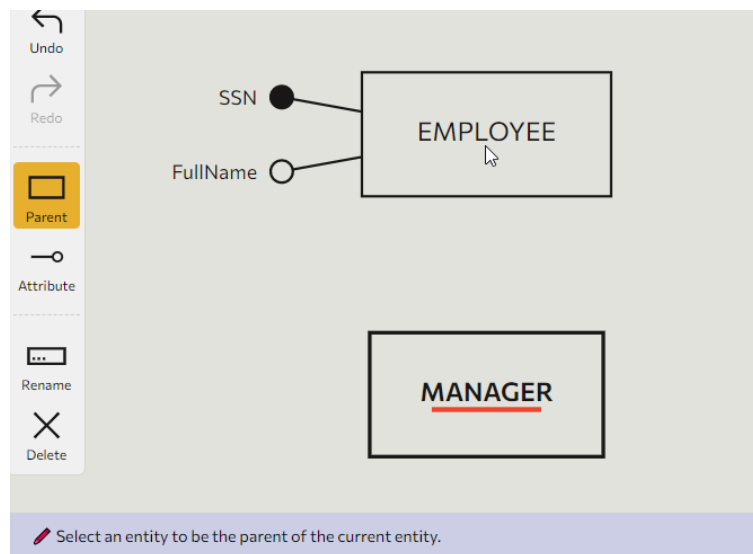 Undo
Redo
Parent
Attribute
...
Rename
Delete
SSN
FullName
EMPLOYEE
MANAGER
Select an entity to be the parent of the current entity.